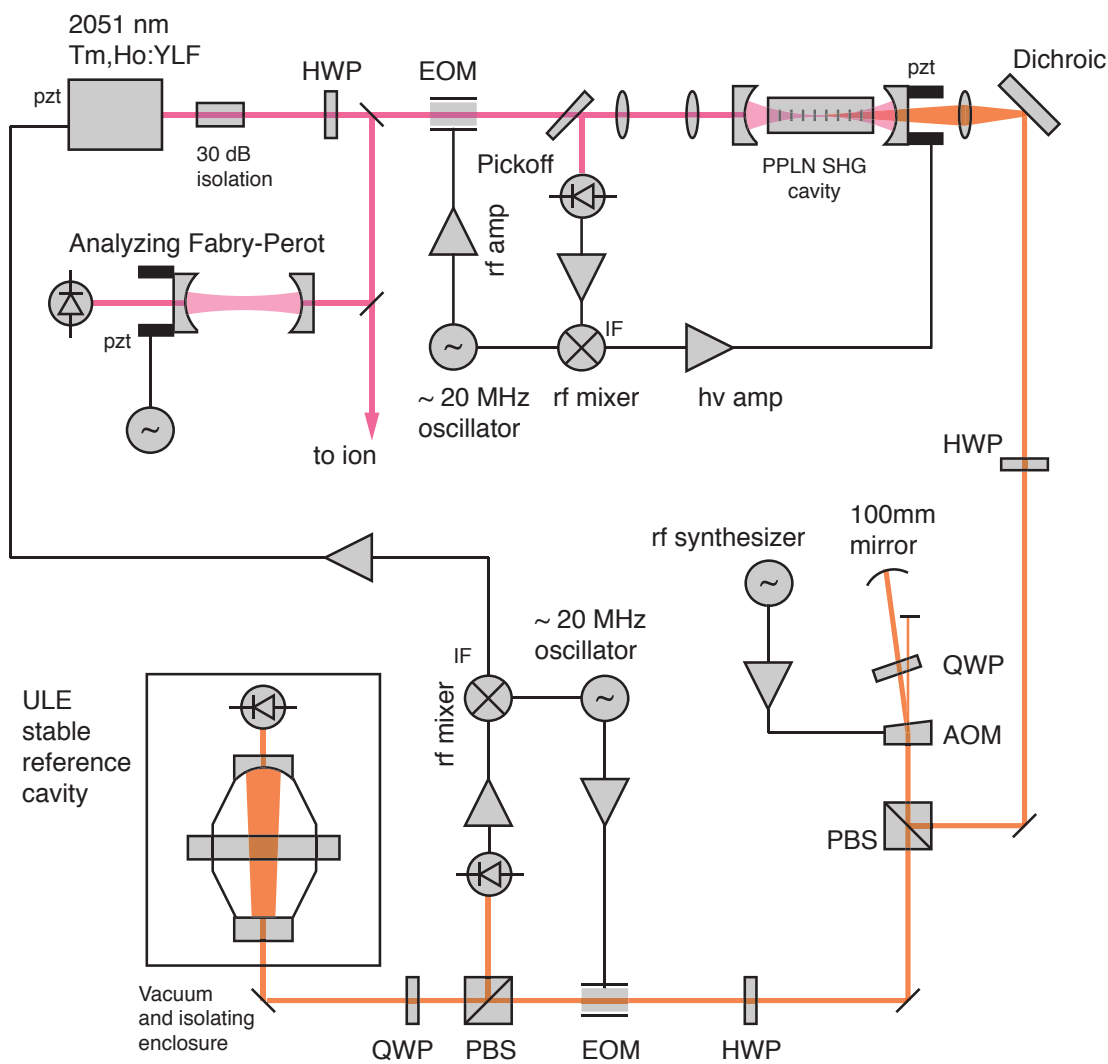 2051 nm
Tm,Ho:YLF
pzt
HWP
EOM
pzt
Dichroic
30 dB
isolation
Pickoff
PPLN SHG
cavity
rf amp
Analyzing Fabry-Perot
pzt
~
~
IF
~ 20 MHz
oscillator
rf mixer
hv amp
to ion
HWP
100mm
mirror
rf synthesizer
~
~ 20 MHz
oscillator
QWP
IF
~
rf mixer
AOM
ULE
stable
reference
cavity
PBS
Vacuum
and isolating
enclosure
QWP
PBS
EOM
HWP